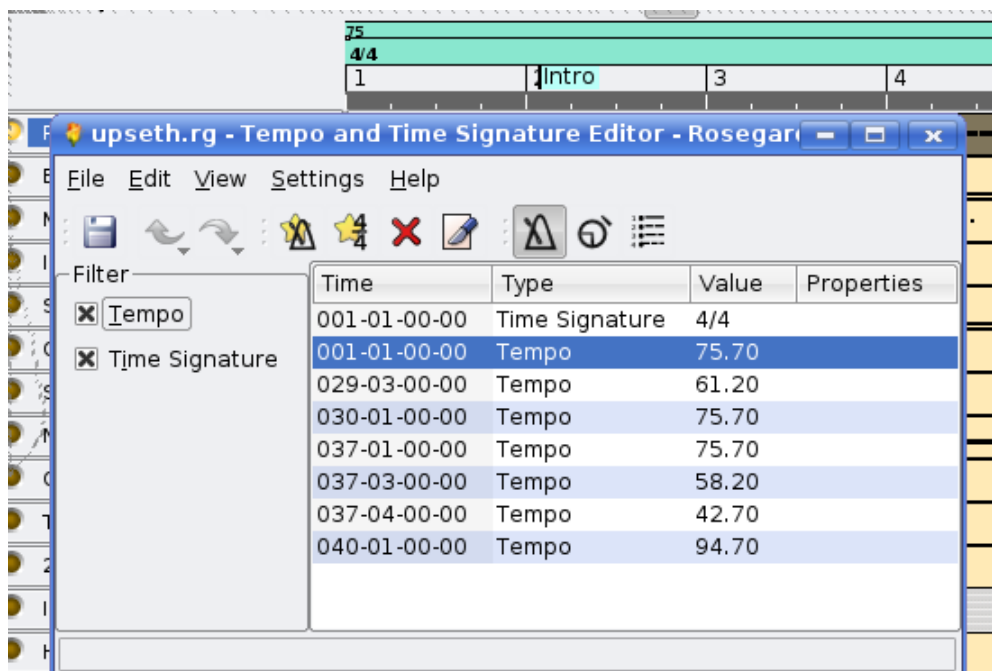 75
4/4
1 Intro 3 4
upseth.rg - Tempo and Time Signature Editor - Rosegar
File Edit View Settings Help
Filter
Tempo
Time Signature
Time Type Value Properties
001-01-00-00 Time Signature 4/4
001-01-00-00 Tempo 75.70
029-03-00-00 Tempo 61.20
030-01-00-00 Tempo 75.70
037-01-00-00 Tempo 75.70
037-03-00-00 Tempo 58.20
037-04-00-00 Tempo 42.70
040-01-00-00 Tempo 94.70